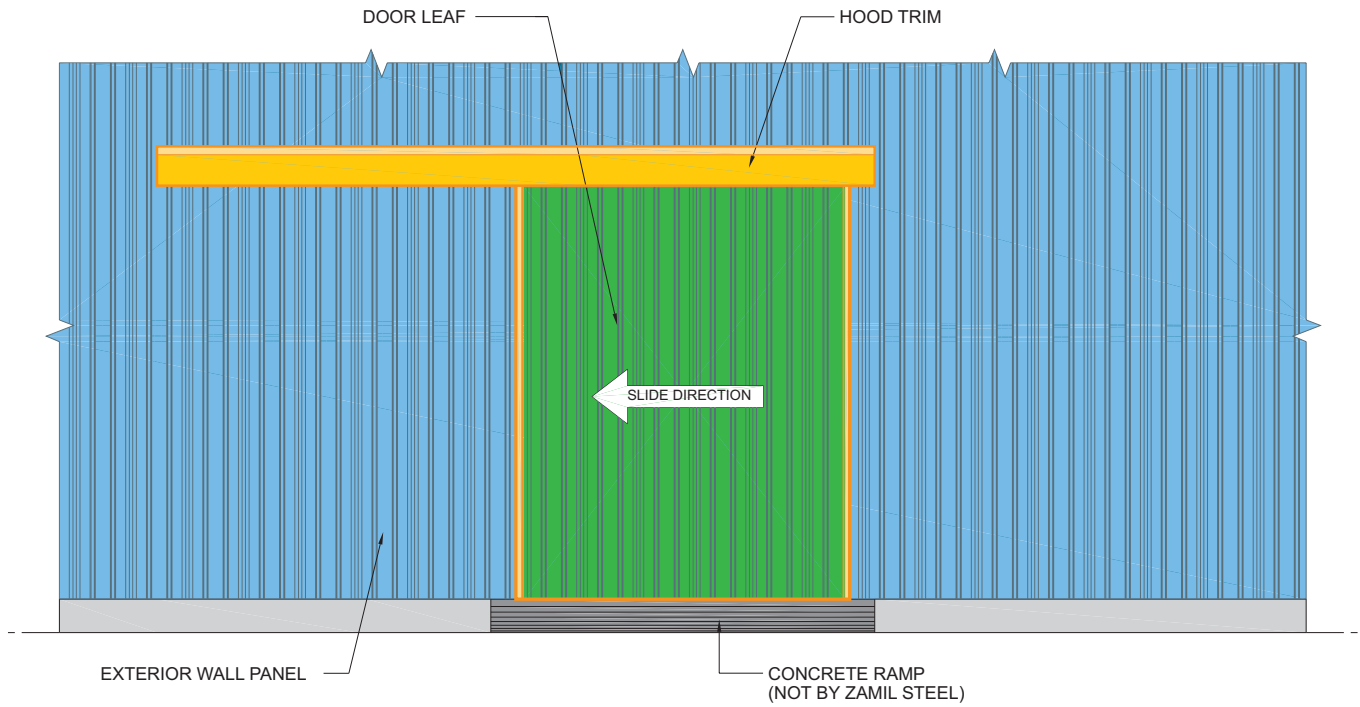 DOOR LEAF
HOOD TRIM
SLIDE DIRECTION
EXTERIOR WALL PANEL
CONCRETE RAMP
(NOT BY ZAMIL STEEL)